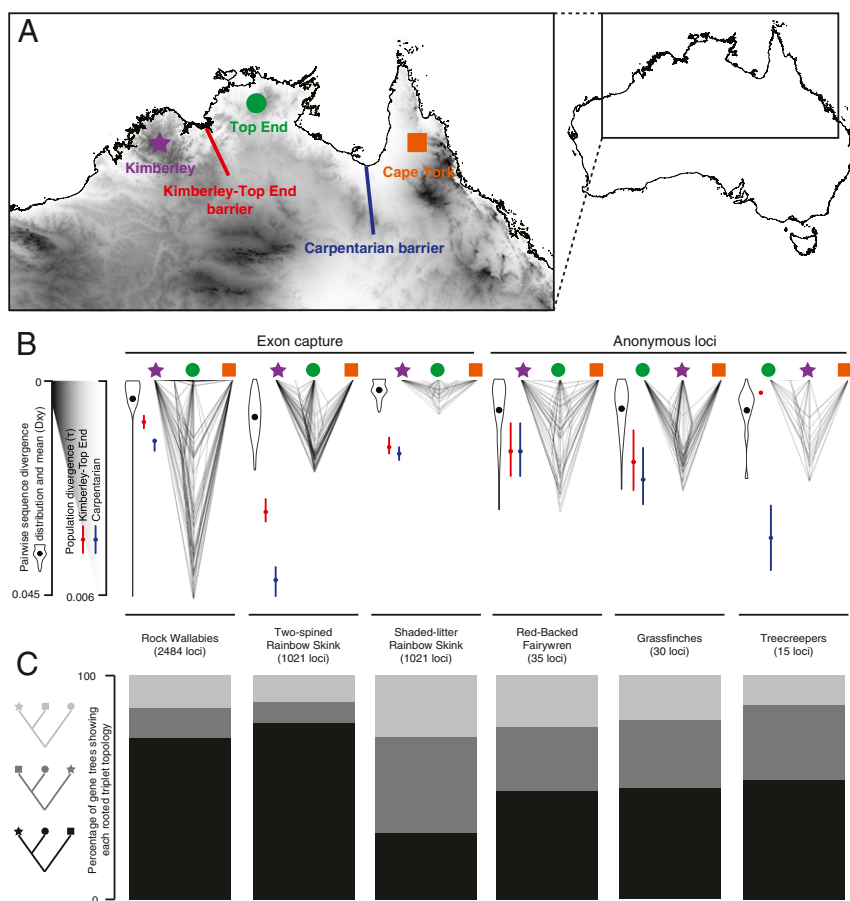 A
Top End
Kimberley
Cape York
Kimberley-Top End
barrier
Carpentarian barrier
B
Exon capture
Anonymous loci
0
0.045
Pairwise sequence divergence
distribution and mean (Dxy)
Population divergence (τ)
Kimberley-Top End
Carpentarian
0.006
Rock Wallabies
(2484 loci)
Two-spined
Rainbow Skink
(1021 loci)
Shaded-litter
Rainbow Skink
(1021 loci)
Red-Backed
Fairywren
(35 loci)
Grassfinches
(30 loci)
Treecreepers
(15 loci)
C
100
Percentage of gene trees showing
each rooted triplet topology
0